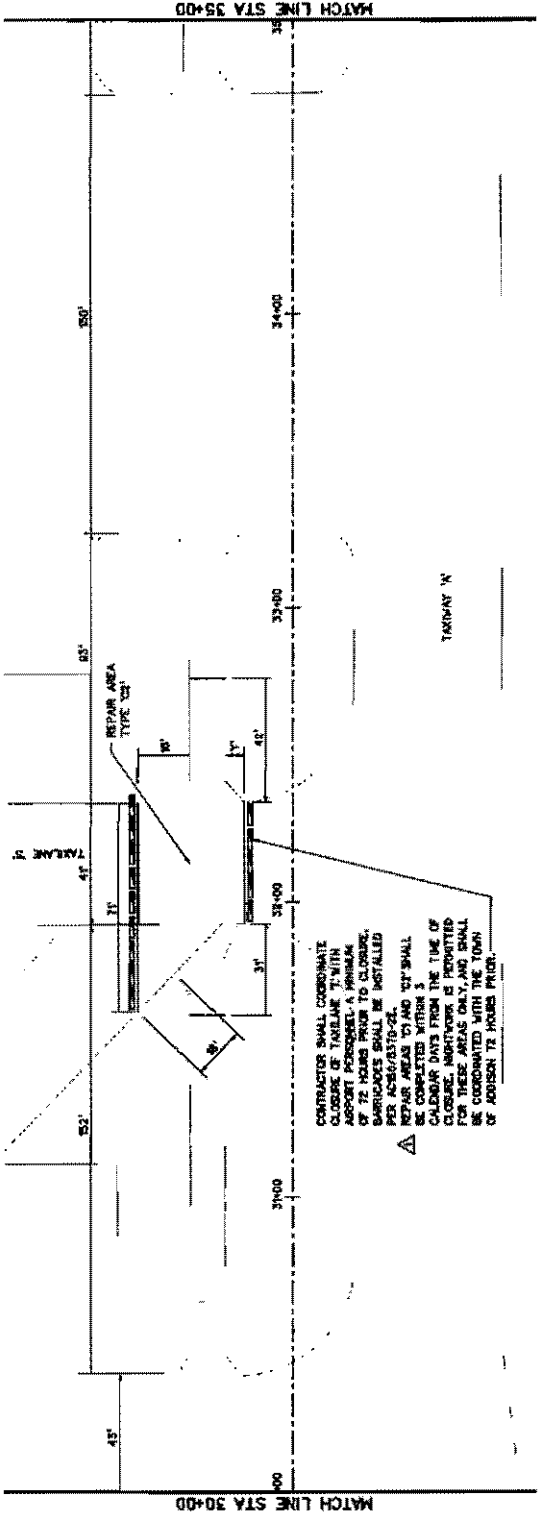 MATCH LINE STA 35+00
35
150'
34+00
33+00
93'
TAXIWAY 'A'
REPAIR AREA
TYPE 'C2'
42'
TAXILANE
41'
71'
32+00
31'
CONTRACTOR SHALL COORDINATE
CLOSURE OF TAXILANE WITH
AIRPORT PERSONNEL A MINIMUM
OF 72 HOURS PRIOR TO CLOSURE.
BARRICADES SHALL BE INSTALLED
PER AC150/5370-2E.
REPAIR AREAS 'C1' AND 'C2' SHALL
BE COMPLETED WITHIN 3
CALENDAR DAYS FROM THE TIME OF
CLOSURE. NIGHTWORK IS PERMITTED
FOR THESE AREAS ONLY, AND SHALL
BE COORDINATED WITH THE TOWN
OF ADDISON 72 HOURS PRIOR.
1
152'
31+00
43'
+00
MATCH LINE STA 30+00